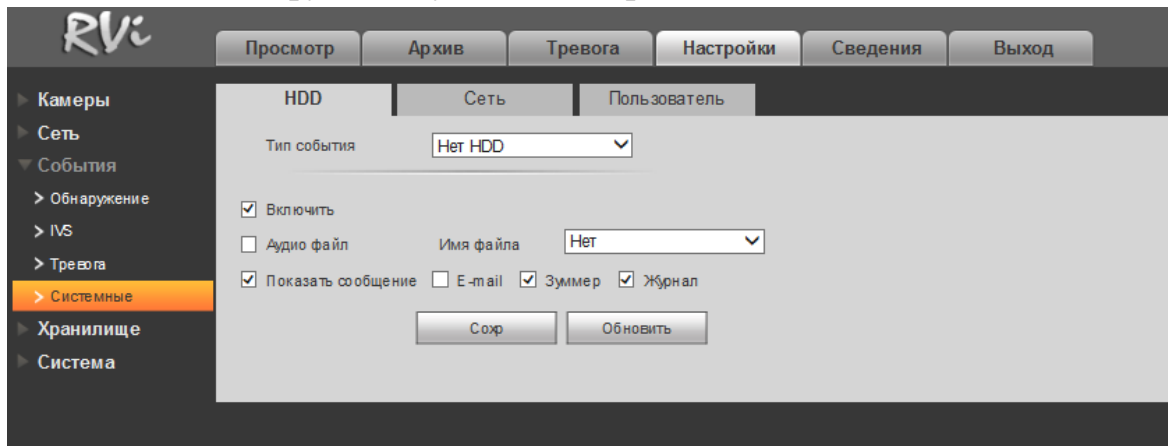 RVi
Просмотр Архив Тревога Настройки Сведения Выход
Камеры
Сеть
События
Обнаружение
IVS
Тревога
Системные
Хранилище
Система
HDD Сеть Пользователь
Тип события Нет HDD
Включить
Аудио файл Имя файла Нет
Показать сообщение E-mail Зуммер Журнал
Сохр Обновить